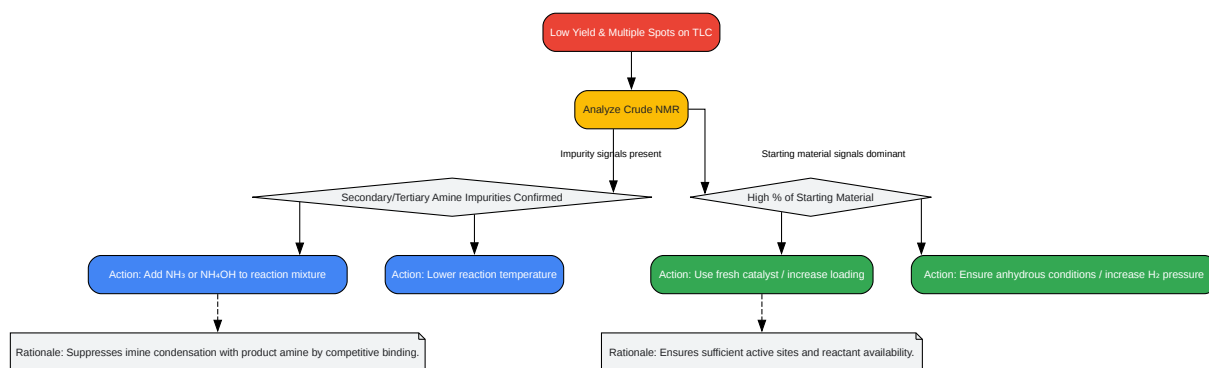 Low Yield & Multiple Spots on TLC
Analyze Crude NMR
Impurity signals present
Starting material signals dominant
Secondary/Tertiary Amine Impurities Confirmed
High % of Starting Material
Action: Add NH₃ or NH₄OH to reaction mixture
Action: Lower reaction temperature
Action: Use fresh catalyst / increase loading
Action: Ensure anhydrous conditions / increase H₂ pressure
Rationale: Suppresses imine condensation with product amine by competitive binding.
Rationale: Ensures sufficient active sites and reactant availability.